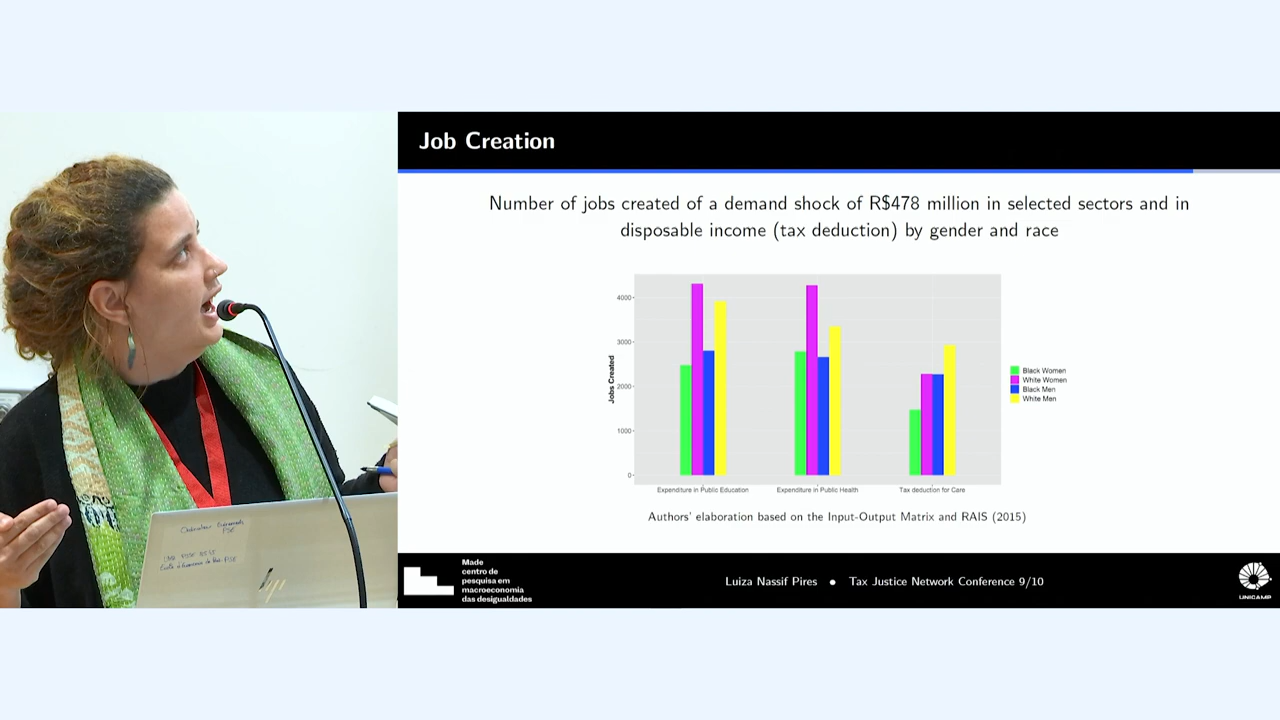 Job Creation
Number of jobs created of a demand shock of R$478 million in selected sectors and in
disposable income (tax deduction) by gender and race
4000
3000
2000
1000
0
Jobs Created
Black Women
White Women
Black Men
White Men
Expenditure in Public Education
Expenditure in Public Health
Tax deduction for Care
Authors' elaboration based on the Input-Output Matrix and RAIS (2015)
Made
centro de
pesquisa em
macroeconomia
das desigualdades
Luiza Nassif Pires • Tax Justice Network Conference 9/10
UNICAMP
PSE